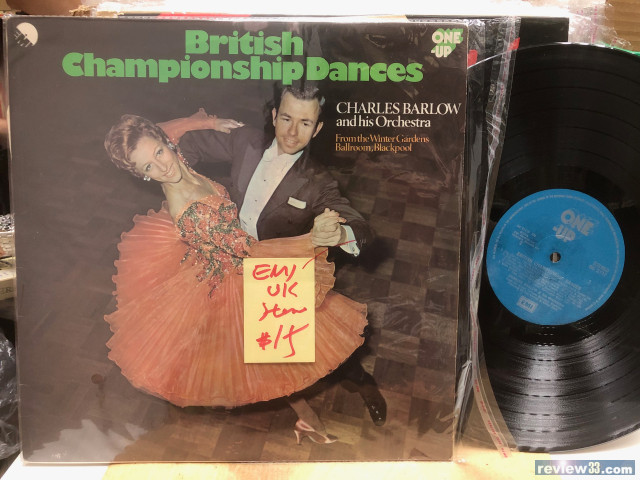 British
Championship Dances
ONE
-UP
CHARLES BARLOW
and his Orchestra
From the Winter Gardens
Ballroom, Blackpool
EMI
UK
$15
ONE
-UP
review33.com